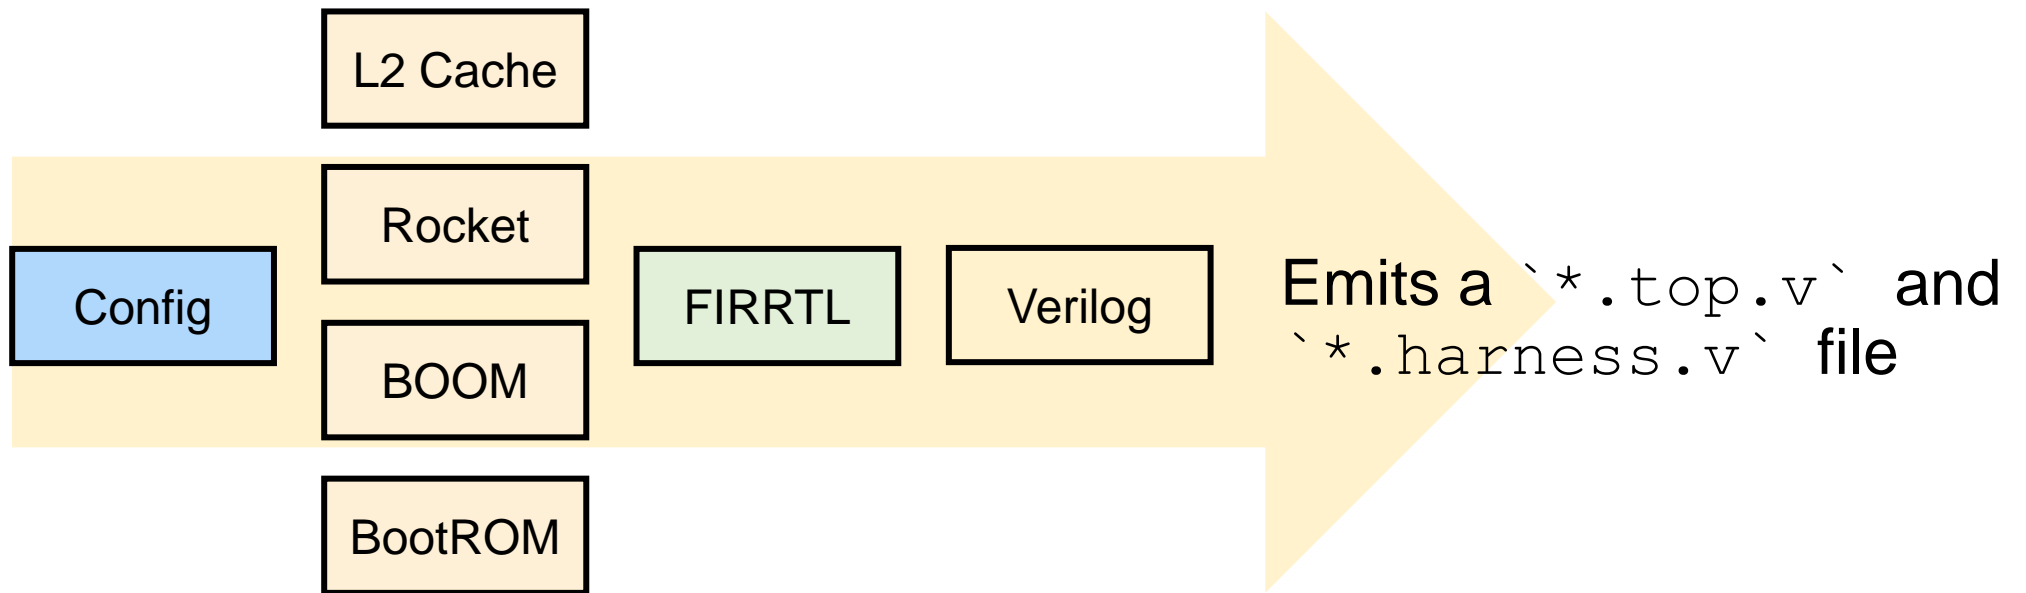 L2 Cache
Rocket
Config
BOOM
BootROM
FIRRTL
Verilog
Emits a `*.top.v` and
`*.harness.v` file